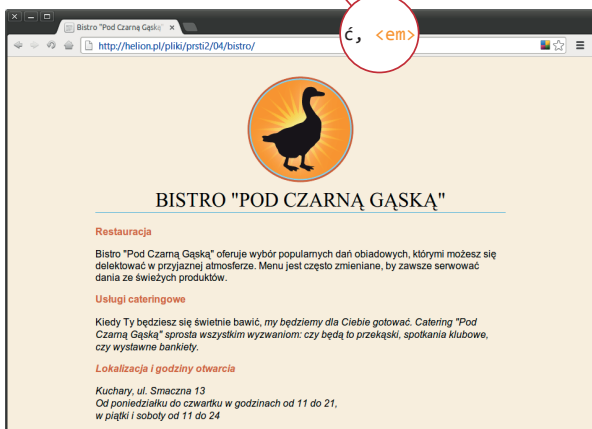 Bistro "Pod Czarną Gąską"
http://helion.pl/pliki/prsti2/04/bistro/
ć, <em>
BISTRO "POD CZARNĄ GĄSKĄ"
Restauracja
Bistro "Pod Czarną Gąską" oferuje wybór popularnych dań obiadowych, którymi możesz się
delektować w przyjaznej atmosferze. Menu jest często zmieniane, by zawsze serwować
dania ze świeżych produktów.
Usługi cateringowe
Kiedy Ty będziesz się świetnie bawić, my będziemy dla Ciebie gotować. Catering "Pod
Czarną Gąską" sprosta wszystkim wyzwaniom: czy będą to przekąski, spotkania klubowe,
czy wystawne bankiety.
Lokalizacja i godziny otwarcia
Kuchary, ul. Smaczna 13
Od poniedziałku do czwartku w godzinach od 11 do 21,
w piątki i soboty od 11 do 24